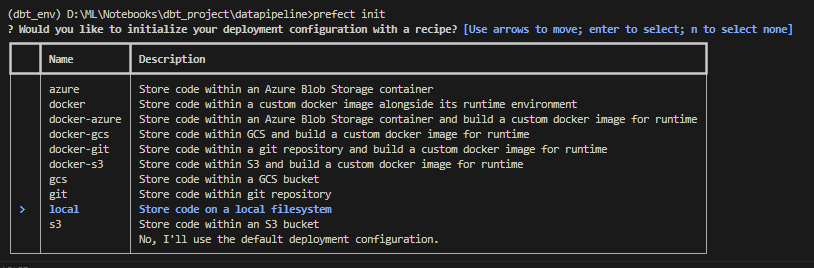 (dbt_env) D:\ML\Notebooks\dbt_project\datapipeline>prefect init
? Would you like to initialize your deployment configuration with a recipe? [Use arrows to move; enter to select; n to select none]
Name Description
azure Store code within an Azure Blob Storage container
docker Store code within a custom docker image alongside its runtime environment
docker-azure Store code within an Azure Blob Storage container and build a custom docker image for runtime
docker-gcs Store code within GCS and build a custom docker image for runtime
docker-git Store code within a git repository and build a custom docker image for runtime
docker-s3 Store code within S3 and build a custom docker image for runtime
gcs Store code within a GCS bucket
git Store code within git repository
> local Store code on a local filesystem
s3 Store code within an S3 bucket
No, I'll use the default deployment configuration.